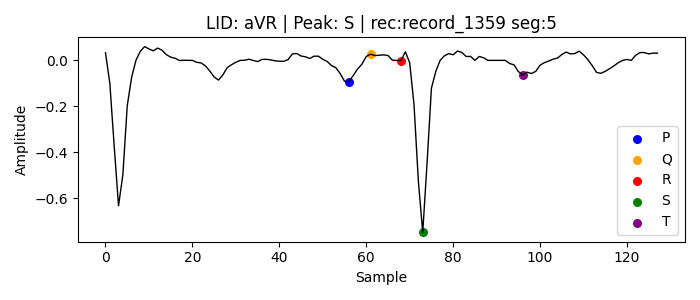 LID: aVR | Peak: S | rec:record_1359 seg:5
Amplitude
0.0
−0.2
−0.4
−0.6
P
Q
R
S
T
0 20 40 60 80 100 120
Sample